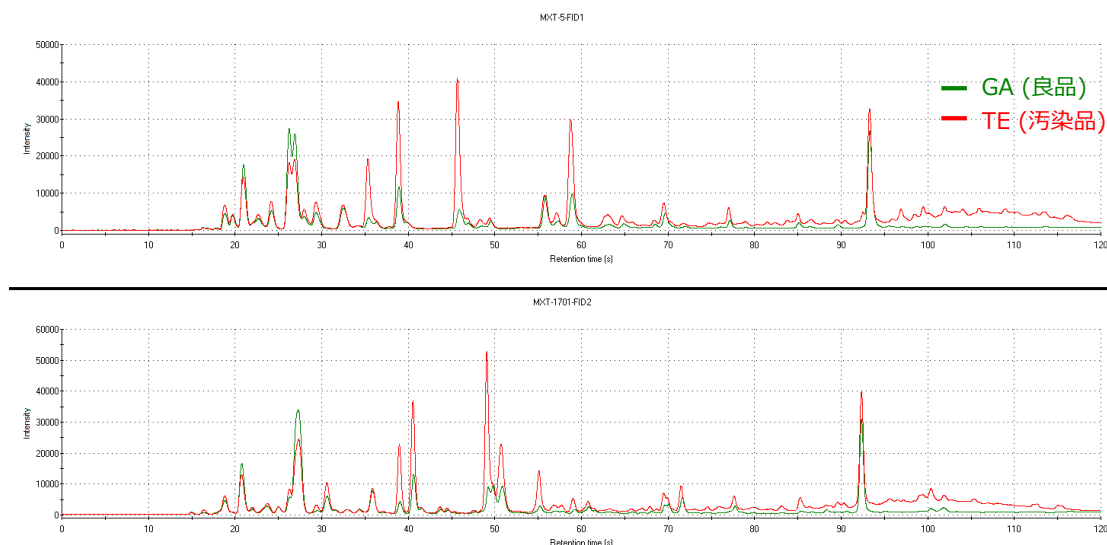 MXT-5-FID1
50000
40000
30000
20000
10000
0
Intensity
GA (良品)
TE (汚染品)
0 10 20 30 40 50 60 70 80 90 100 110 120
Retention time (s)
MXT-1701-FID2
60000
50000
40000
30000
20000
10000
0
Intensity
0 10 20 30 40 50 60 70 80 90 100 110 120
Retention time (s)